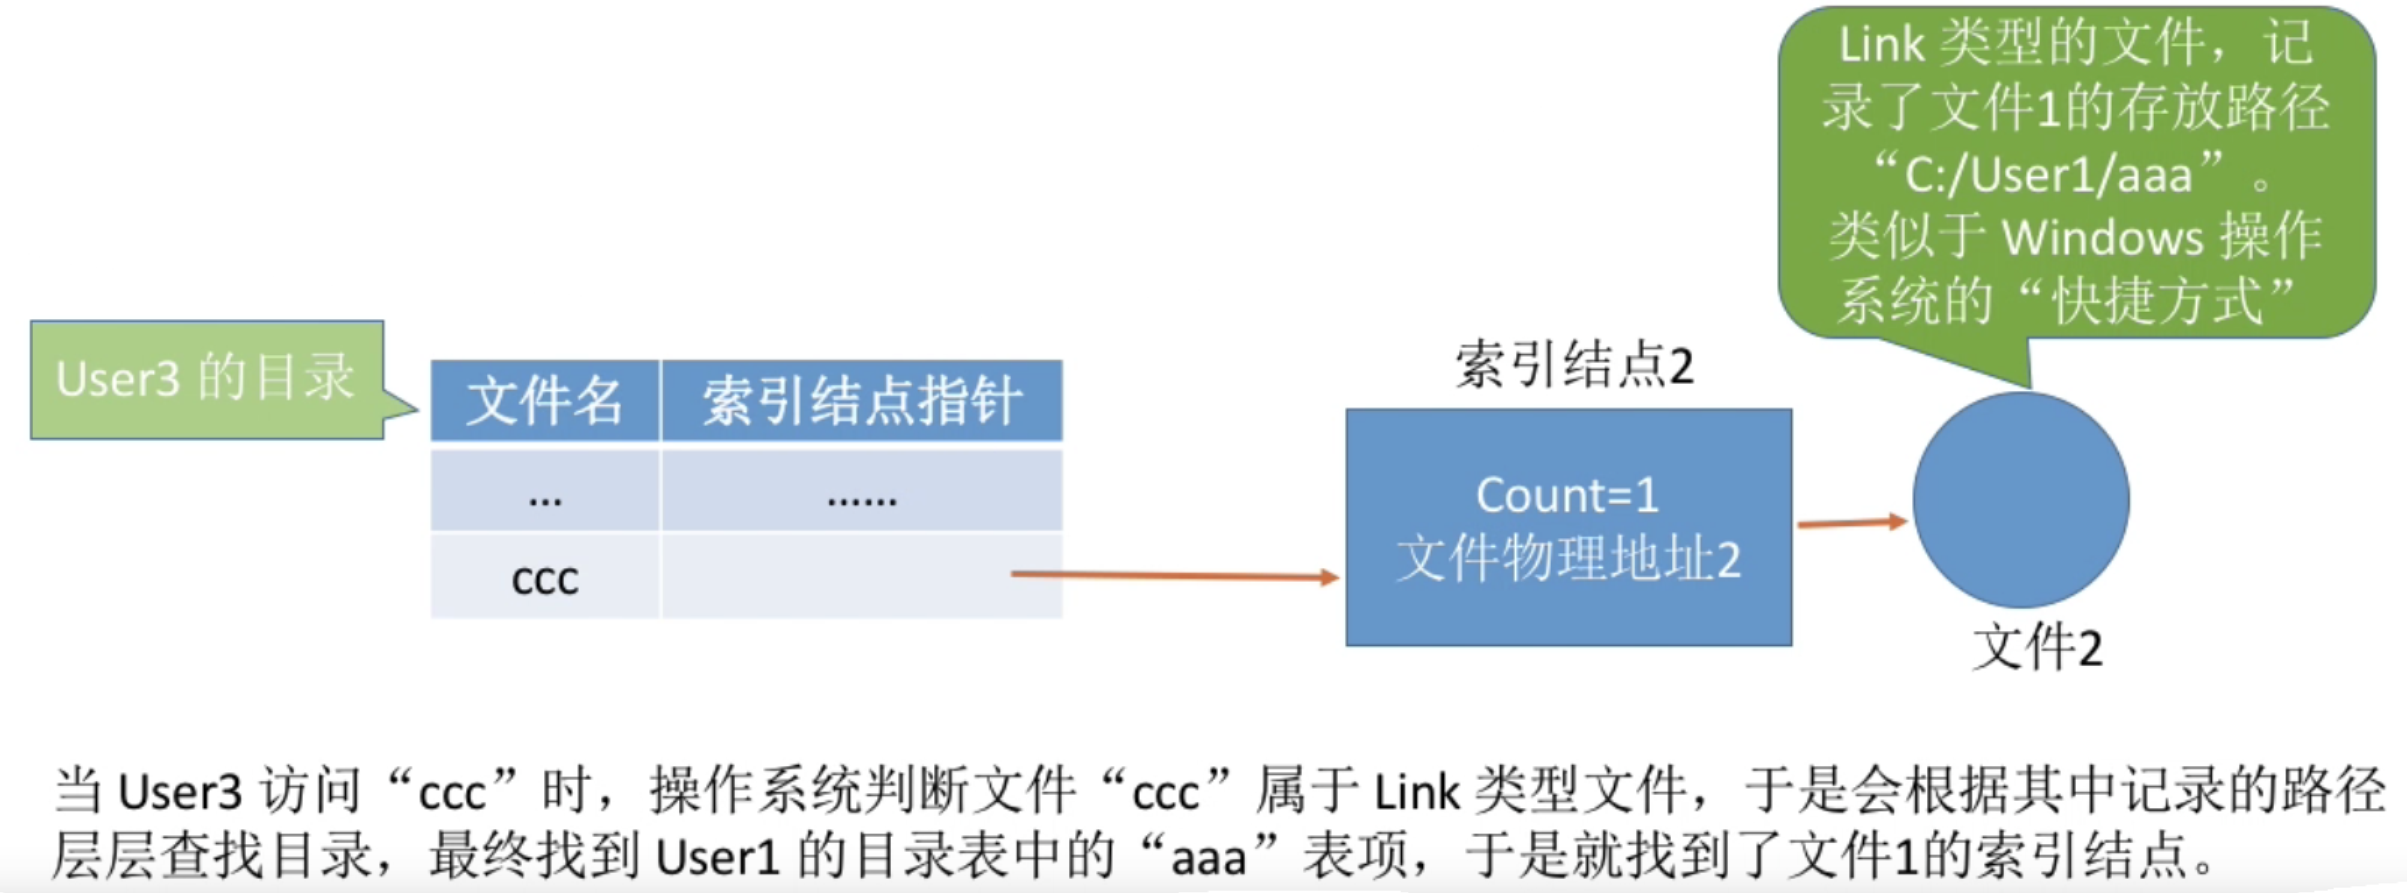 Link 类型的文件，记
录了文件1的存放路径
“C:/User1/aaa”。
类似于 Windows 操作
系统的“快捷方式”
User3 的目录
文件名 索引结点指针
... ......
ccc
索引结点2
Count=1
文件物理地址2
文件2
当 User3 访问“ccc”时，操作系统判断文件“ccc”属于 Link 类型文件，于是会根据其中记录的路径
层层查找目录，最终找到 User1 的目录表中的“aaa”表项，于是就找到了文件1的索引结点。